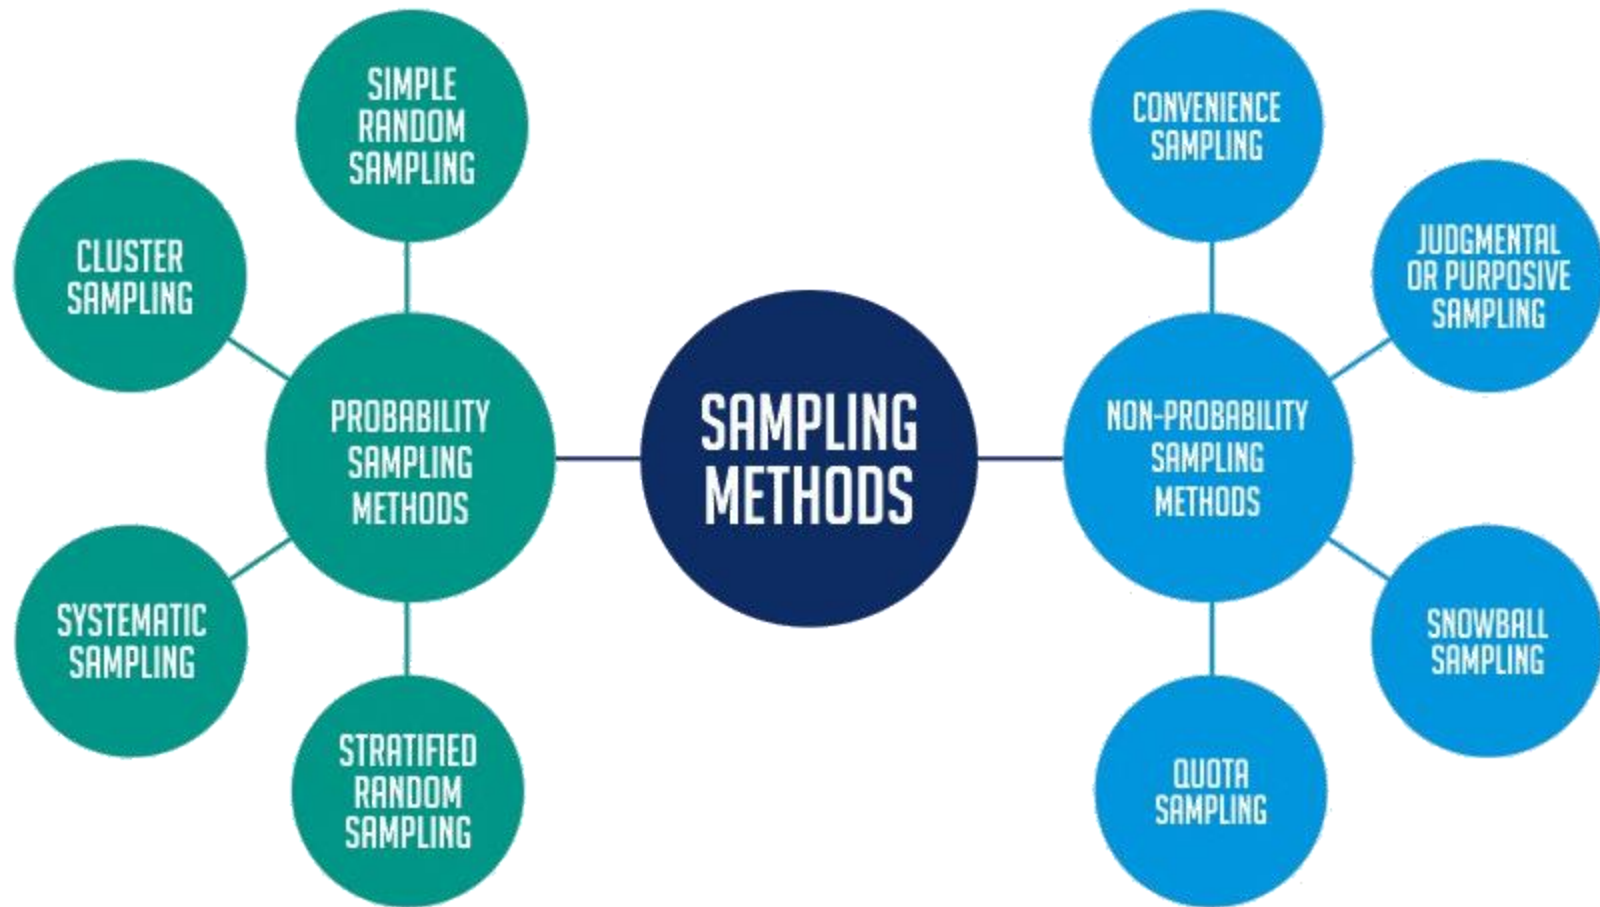 SIMPLE
RANDOM
SAMPLING
CLUSTER
SAMPLING
PROBABILITY
SAMPLING
METHODS
SYSTEMATIC
SAMPLING
STRATIFIED
RANDOM
SAMPLING
SAMPLING
METHODS
CONVENIENCE
SAMPLING
JUDGMENTAL
OR PURPOSIVE
SAMPLING
NON-PROBABILITY
SAMPLING
METHODS
SNOWBALL
SAMPLING
QUOTA
SAMPLING